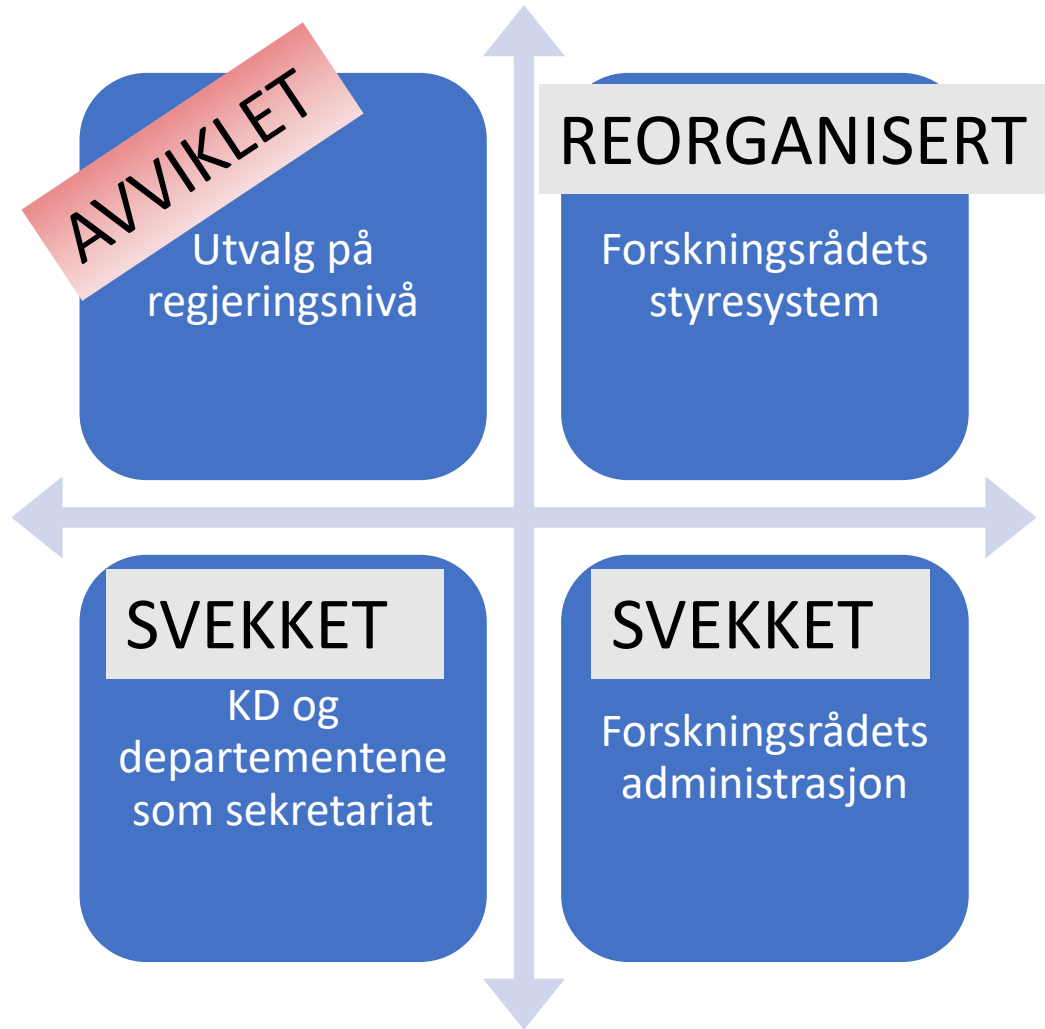 AVVIKLET
Utvalg på
regjeringsnivå
REORGANISERT
Forskningsrådets
styresystem
SVEKKET
KD og
departementene
som sekretariat
SVEKKET
Forskningsrådets
administrasjon